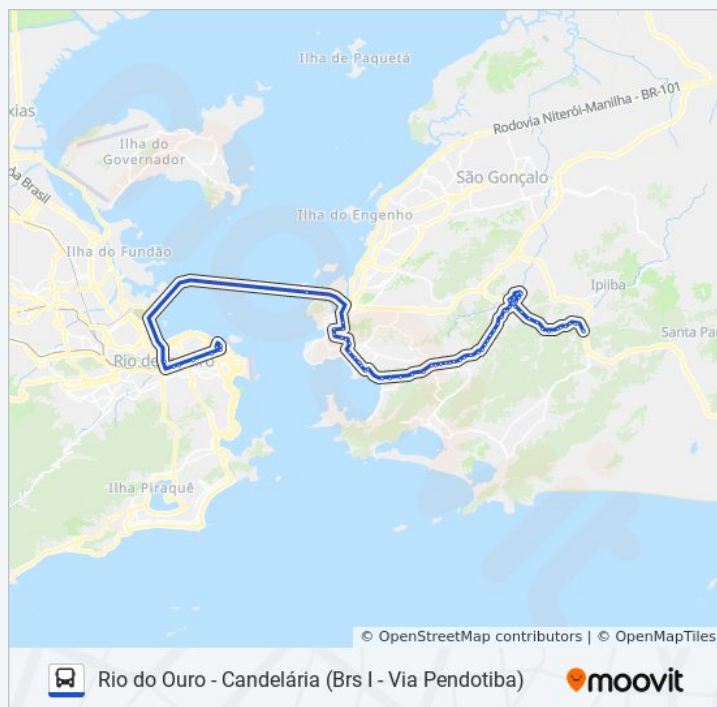 Ilha de Paquetá
Rodovia Niterói-Manilha - BR-101
xias
Ilha do
Governador
da Brasil
São Gonçalo
Ilha do Engenho
Ilha do Fundão
Ipiiba
Santa Pa
Rio de
ro
Ilha Piraquê
© OpenStreetMap contributors | © OpenMapTiles
Rio do Ouro - Candelária (Brs I - Via Pendotiba)
moovit